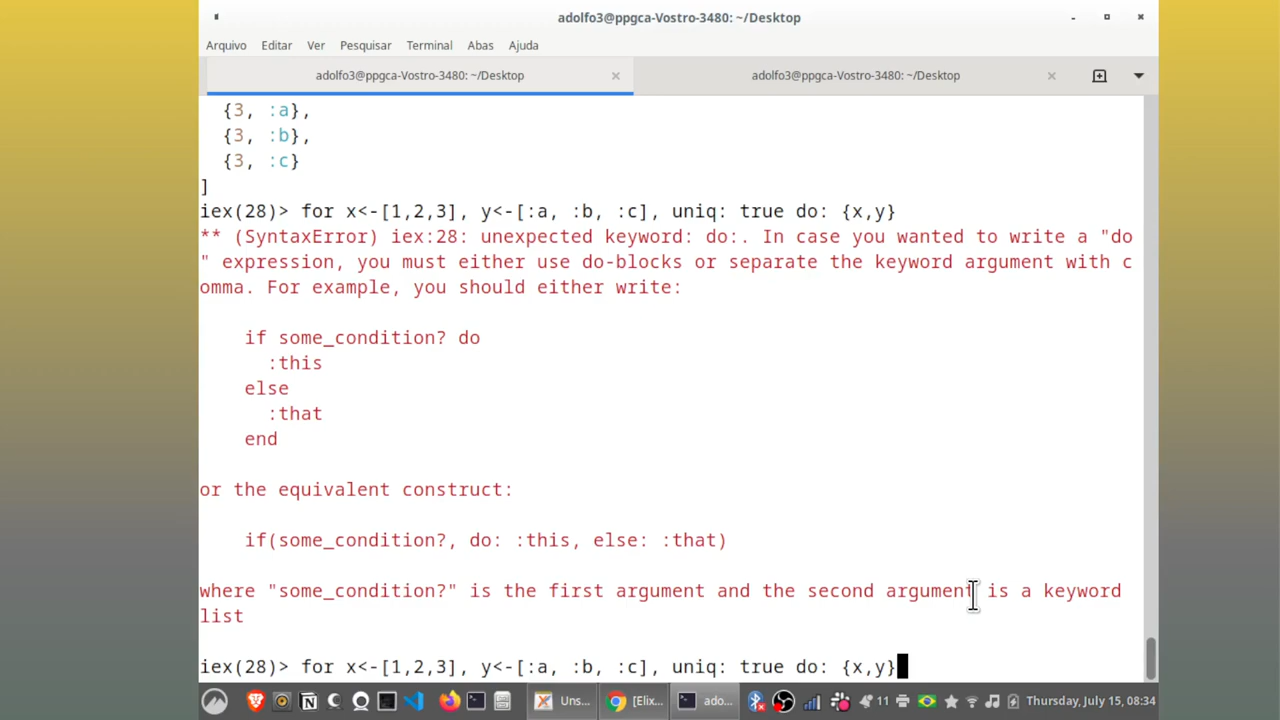 adolfo3@ppgca-Vostro-3480: ~/Desktop
Arquivo Editar Ver Pesquisar Terminal Abas Ajuda
adolfo3@ppgca-Vostro-3480: ~/Desktop adolfo3@ppgca-Vostro-3480: ~/Desktop
{3, :a},
{3, :b},
{3, :c}
]
iex(28)> for x<-[1,2,3], y<-[:a, :b, :c], uniq: true do: {x,y}
** (SyntaxError) iex:28: unexpected keyword: do:. In case you wanted to write a "do
" expression, you must either use do-blocks or separate the keyword argument with c
omma. For example, you should either write:
if some_condition? do
:this
else
:that
end
or the equivalent construct:
if(some_condition?, do: :this, else: :that)
where "some_condition?" is the first argument and the second argument is a keyword
list
iex(28)> for x<-[1,2,3], y<-[:a, :b, :c], uniq: true do: {x,y}
Uns... [Elix... ado... 11 Thursday, July 15, 08:34